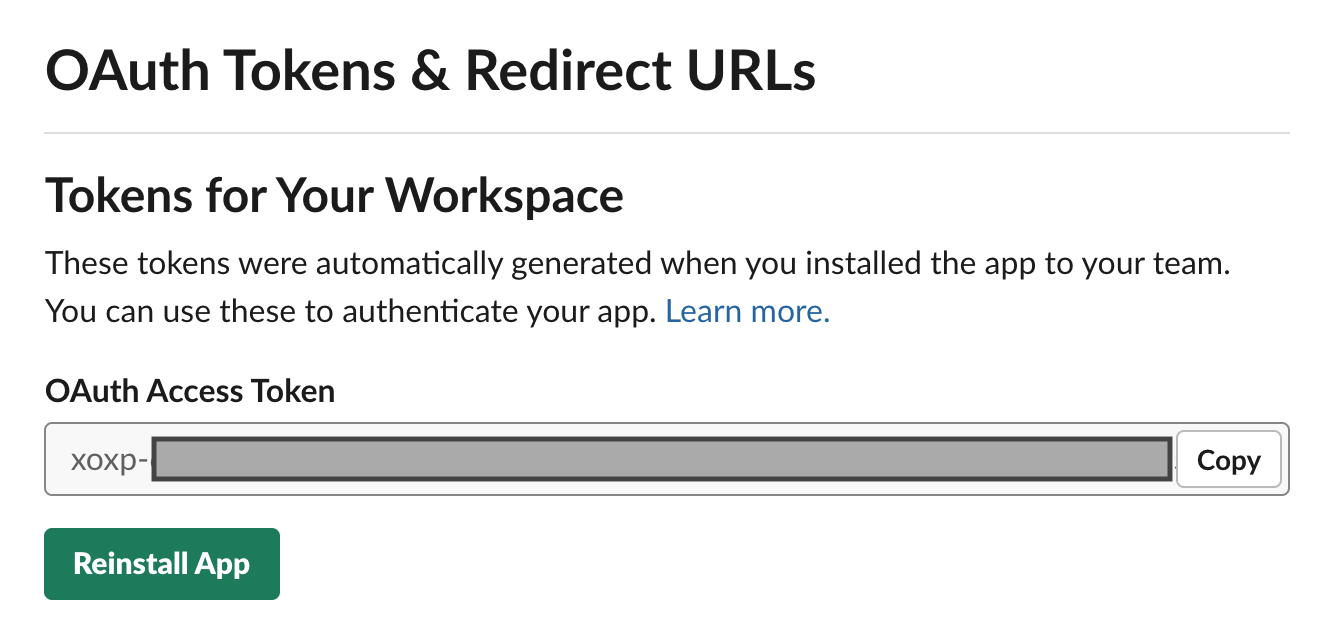 OAuth Tokens & Redirect URLs
Tokens for Your Workspace
These tokens were automatically generated when you installed the app to your team.
You can use these to authenticate your app. Learn more.
OAuth Access Token
xoxp-
Copy
Reinstall App